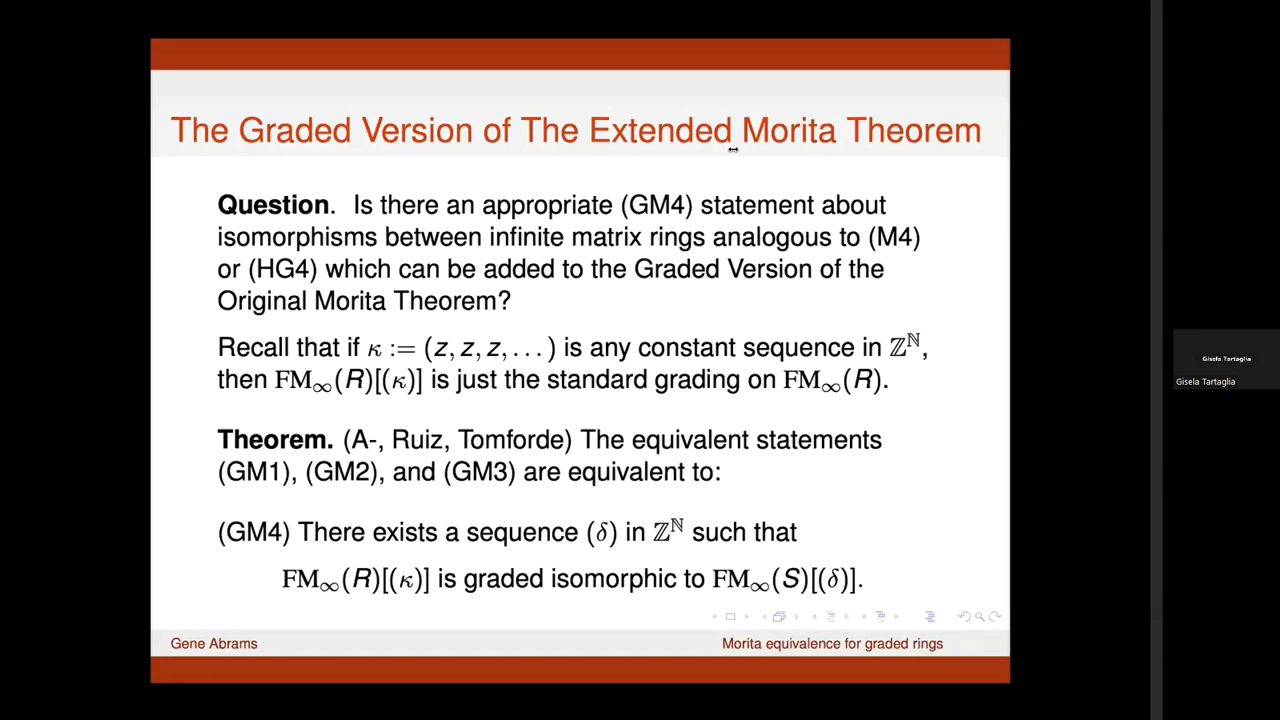 The Graded Version of The Extended Morita Theorem
Question. Is there an appropriate (GM4) statement about
isomorphisms between infinite matrix rings analogous to (M4)
or (HG4) which can be added to the Graded Version of the
Original Morita Theorem?
Recall that if κ := (z, z, z, . . . ) is any constant sequence in ℤ^ℕ,
then FM∞(R)[(κ)] is just the standard grading on FM∞(R).
Theorem. (A-, Ruiz, Tomforde) The equivalent statements
(GM1), (GM2), and (GM3) are equivalent to:
(GM4) There exists a sequence (δ) in ℤ^ℕ such that
FM∞(R)[(κ)] is graded isomorphic to FM∞(S)[(δ)].
Gene Abrams
Morita equivalence for graded rings
Gisela Tartaglia
Gisela Tartaglia